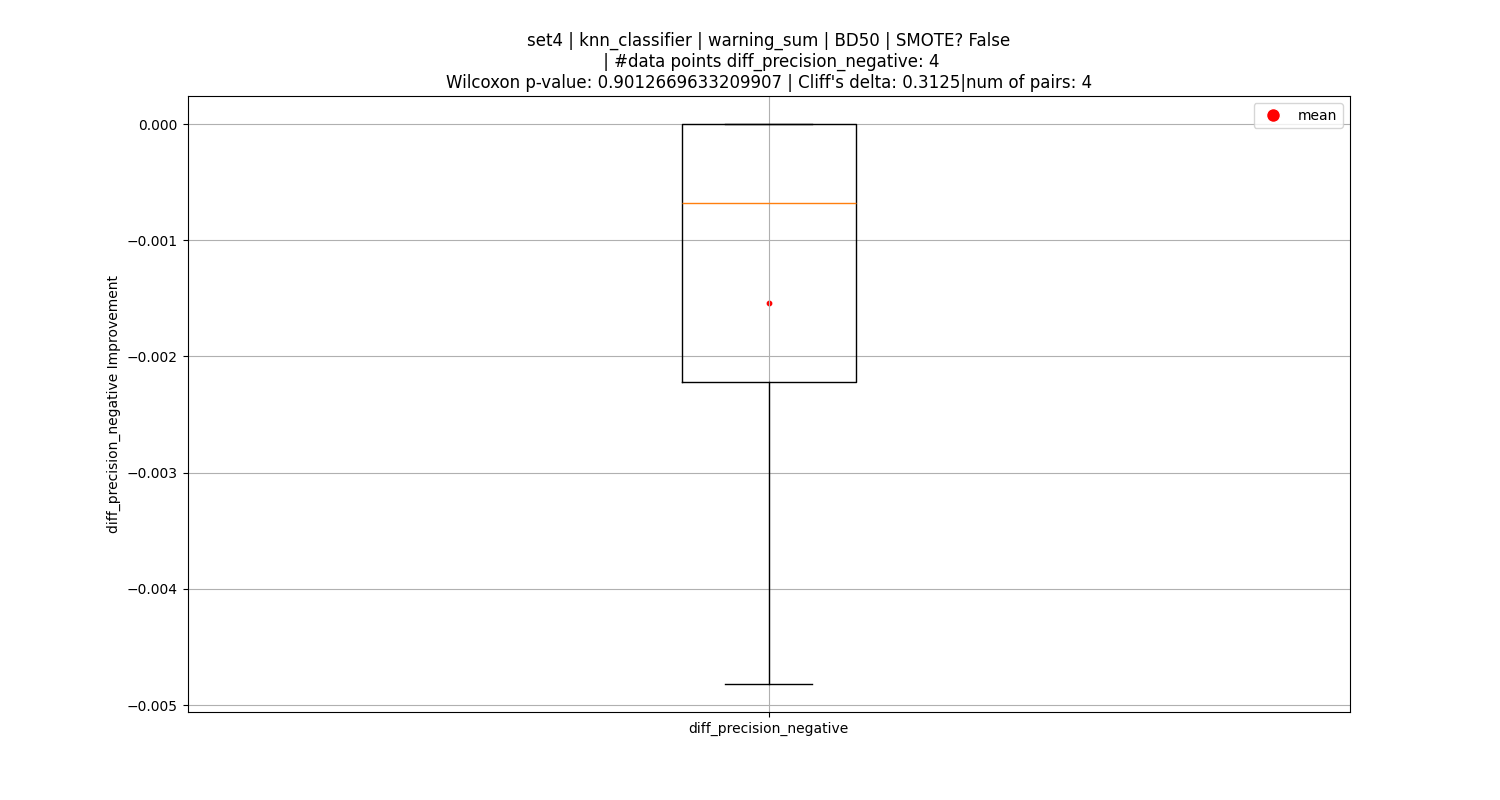 set4 | knn_classifier | warning_sum | BD50 | SMOTE? False
| #data points diff_precision_negative: 4
Wilcoxon p-value: 0.9012669633209907 | Cliff's delta: 0.3125|num of pairs: 4
mean
0.000
−0.001
−0.002
−0.003
−0.004
−0.005
diff_precision_negative Improvement
diff_precision_negative